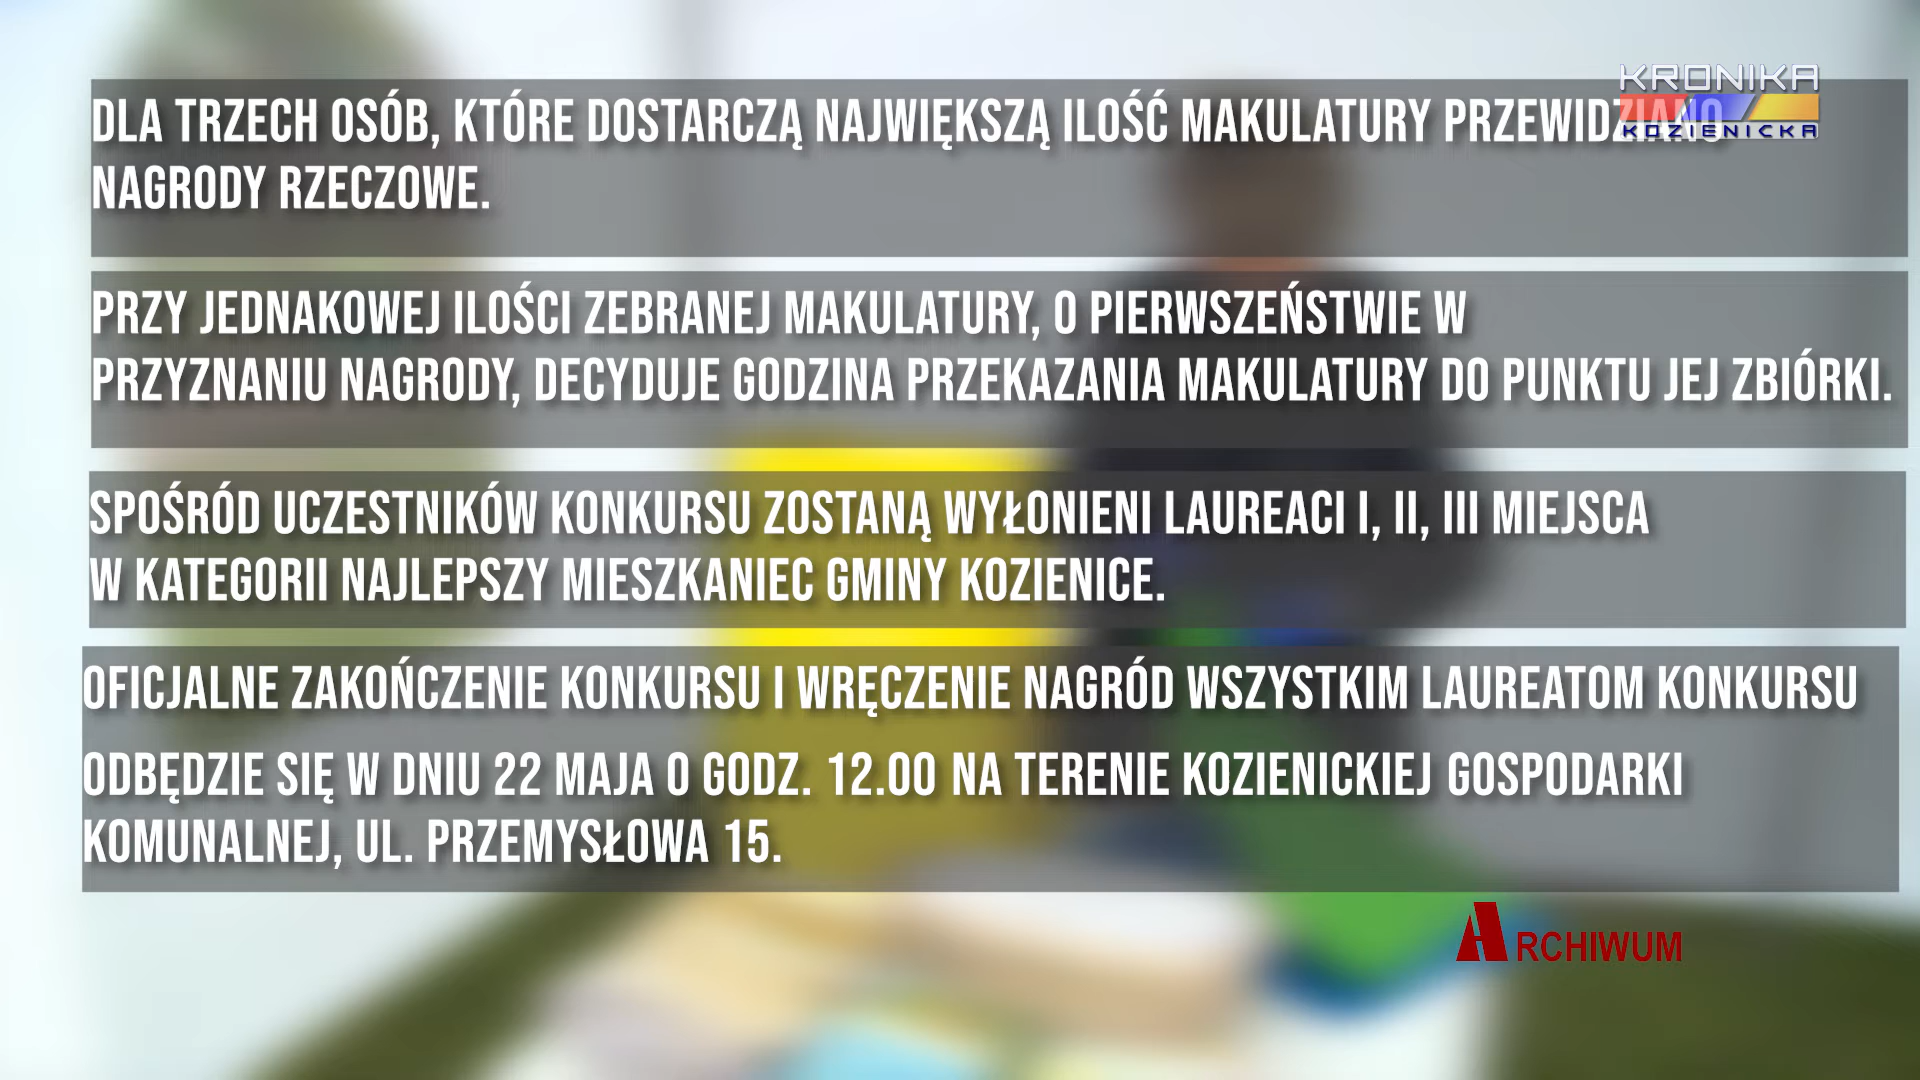 KRONIKA
KOZIENICKA
DLA TRZECH OSÓB, KTÓRE DOSTARCZĄ NAJWIĘKSZĄ ILOŚĆ MAKULATURY PRZEWIDZIANO
NAGRODY RZECZOWE.
PRZY JEDNAKOWEJ ILOŚCI ZEBRANEJ MAKULATURY, O PIERWSZEŃSTWIE W
PRZYZNANIU NAGRODY, DECYDUJE GODZINA PRZEKAZANIA MAKULATURY DO PUNKTU JEJ ZBIÓRKI.
SPOŚRÓD UCZESTNIKÓW KONKURSU ZOSTANĄ WYŁONIENI LAUREACI I, II, III MIEJSCA
W KATEGORII NAJLEPSZY MIESZKANIEC GMINY KOZIENICE.
OFICJALNE ZAKOŃCZENIE KONKURSU I WRĘCZENIE NAGRÓD WSZYSTKIM LAUREATOM KONKURSU
ODBĘDZIE SIĘ W DNIU 22 MAJA O GODZ. 12.00 NA TERENIE KOZIENICKIEJ GOSPODARKI
KOMUNALNEJ, UL. PRZEMYSŁOWA 15.
ARCHIWUM